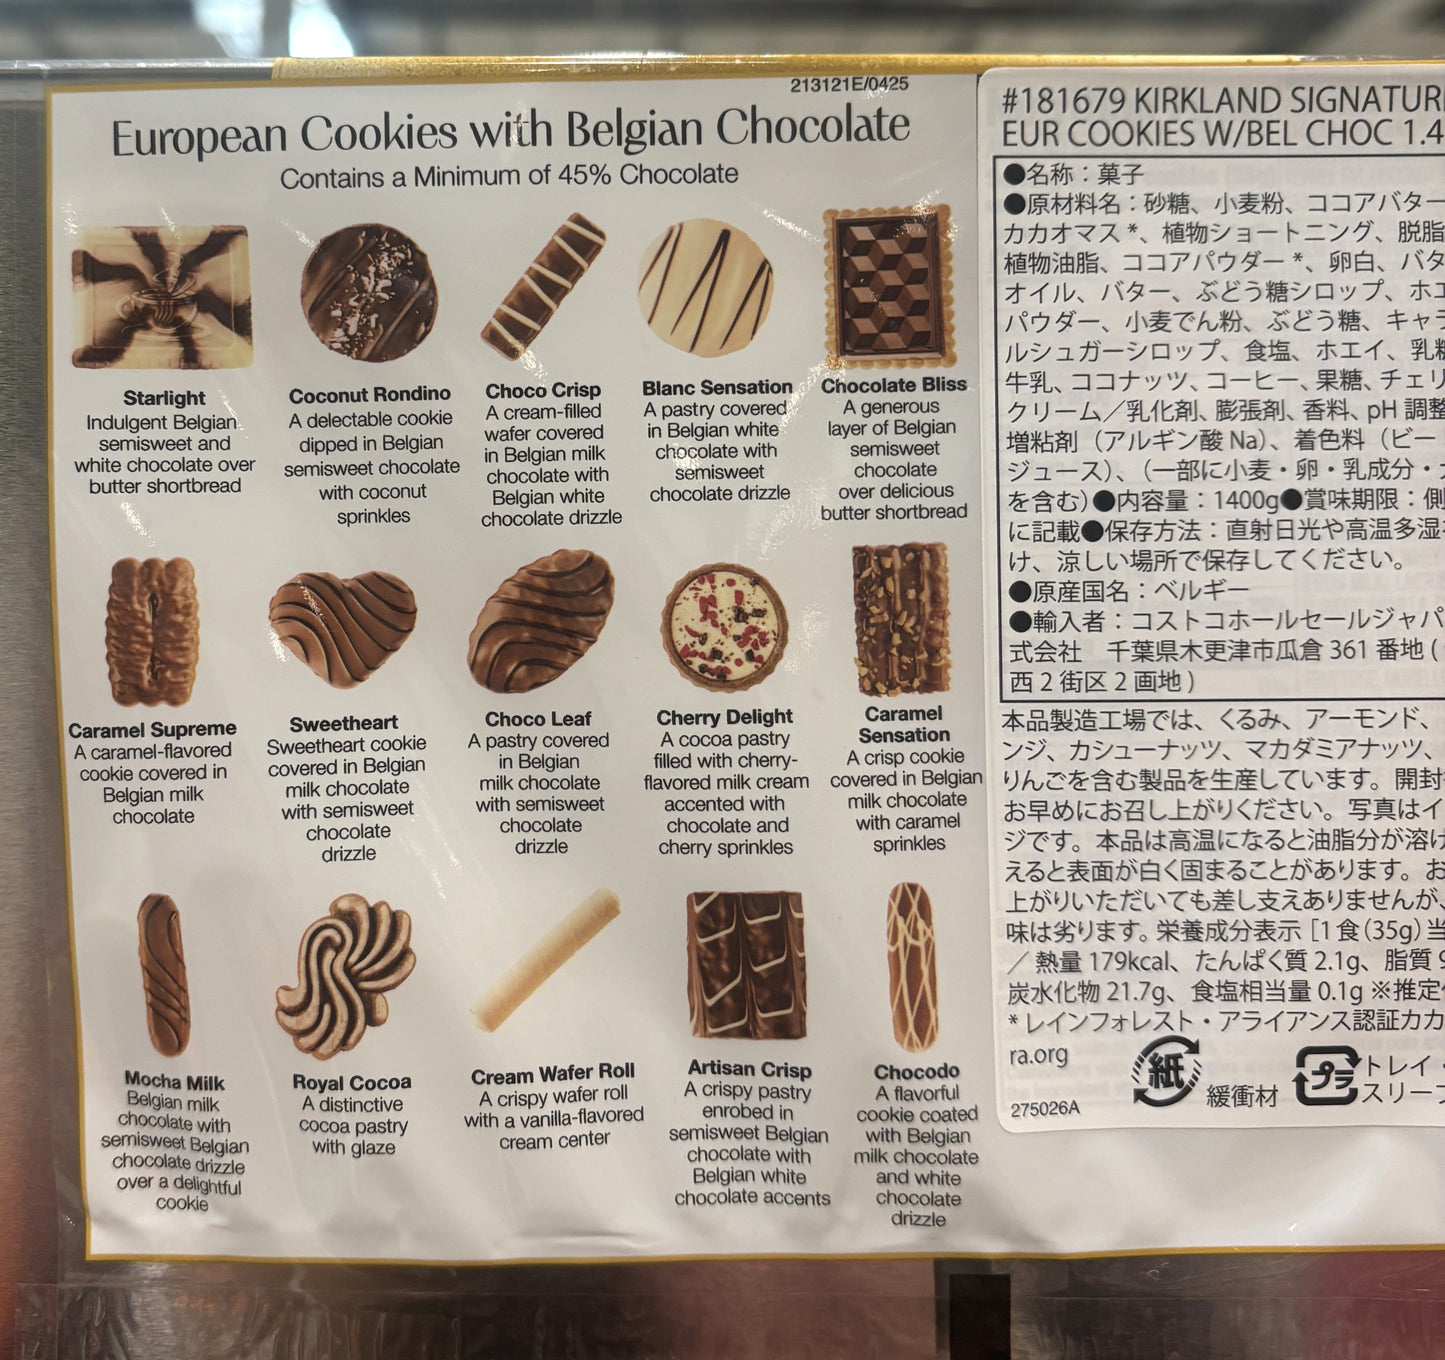 213121E/0425
European Cookies with Belgian Chocolate
Contains a Minimum of 45% Chocolate
Starlight
Indulgent Belgian
semisweet and
white chocolate over
butter shortbread
Coconut Rondino
A delectable cookie
dipped in Belgian
semisweet chocolate
with coconut
sprinkles
Choco Crisp
A cream-filled
wafer covered
in Belgian milk
chocolate with
Belgian white
chocolate drizzle
Blanc Sensation
A pastry covered
in Belgian white
chocolate with
semisweet
chocolate drizzle
Chocolate Bliss
A generous
layer of Belgian
semisweet
chocolate
over delicious
butter shortbread
Caramel Supreme
A caramel-flavored
cookie covered in
Belgian milk
chocolate
Sweetheart
Sweetheart cookie
covered in Belgian
milk chocolate
with semisweet
chocolate
drizzle
Choco Leaf
A pastry covered
in Belgian
milk chocolate
with semisweet
chocolate
drizzle
Cherry Delight
A cocoa pastry
filled with cherry-
flavored milk cream
accented with
chocolate and
cherry sprinkles
Caramel
Sensation
A crisp cookie
covered in Belgian
milk chocolate
with caramel
sprinkles
Mocha Milk
Belgian milk
chocolate with
semisweet Belgian
chocolate drizzle
over a delightful
cookie
Royal Cocoa
A distinctive
cocoa pastry
with glaze
Cream Wafer Roll
A crispy wafer roll
with a vanilla-flavored
cream center
Artisan Crisp
A crispy pastry
enrobed in
semisweet Belgian
chocolate with
Belgian white
chocolate accents
Chocodo
A flavorful
cookie coated
with Belgian
milk chocolate
and white
chocolate
drizzle
#181679 KIRKLAND SIGNATUR
EUR COOKIES W/BEL CHOC 1.4
●名称：菓子
●原材料名：砂糖、小麦粉、ココアバター
カカオマス*、植物ショートニング、脱脂
植物油脂、ココアパウダー*、卵白、バタ
オイル、バター、ぶどう糖シロップ、ホエ
パウダー、小麦でん粉、ぶどう糖、キャラ
ルシュガーシロップ、食塩、ホエイ、乳糖
牛乳、ココナッツ、コーヒー、果糖、チェリ
クリーム／乳化剤、膨張剤、香料、pH調整
増粘剤（アルギン酸Na）、着色料（ビー
ジュース）、（一部に小麦・卵・乳成分・
を含む）●内容量：1400g●賞味期限：側
に記載●保存方法：直射日光や高温多湿
け、涼しい場所で保存してください。
●原産国名：ベルギー
●輸入者：コストコホールセールジャパ
式会社　千葉県木更津市瓜倉 361 番地 (
西 2 街区 2 画地 )
本品製造工場では、くるみ、アーモンド、
ンジ、カシューナッツ、マカダミアナッツ、
りんごを含む製品を生産しています。開封
お早めにお召し上がりください。写真はイ
ジです。本品は高温になると油脂分が溶け
えると表面が白く固まることがあります。お
上がりいただいても差し支えありませんが、
味は劣ります。栄養成分表示［1食(35g)当
／熱量 179kcal、たんぱく質 2.1g、脂質 9
炭水化物 21.7g、食塩相当量 0.1g ※推定
*レインフォレスト・アライアンス認証カカ
ra.org
紙
緩衝材
プラ
トレイ・
スリーブ
275026A